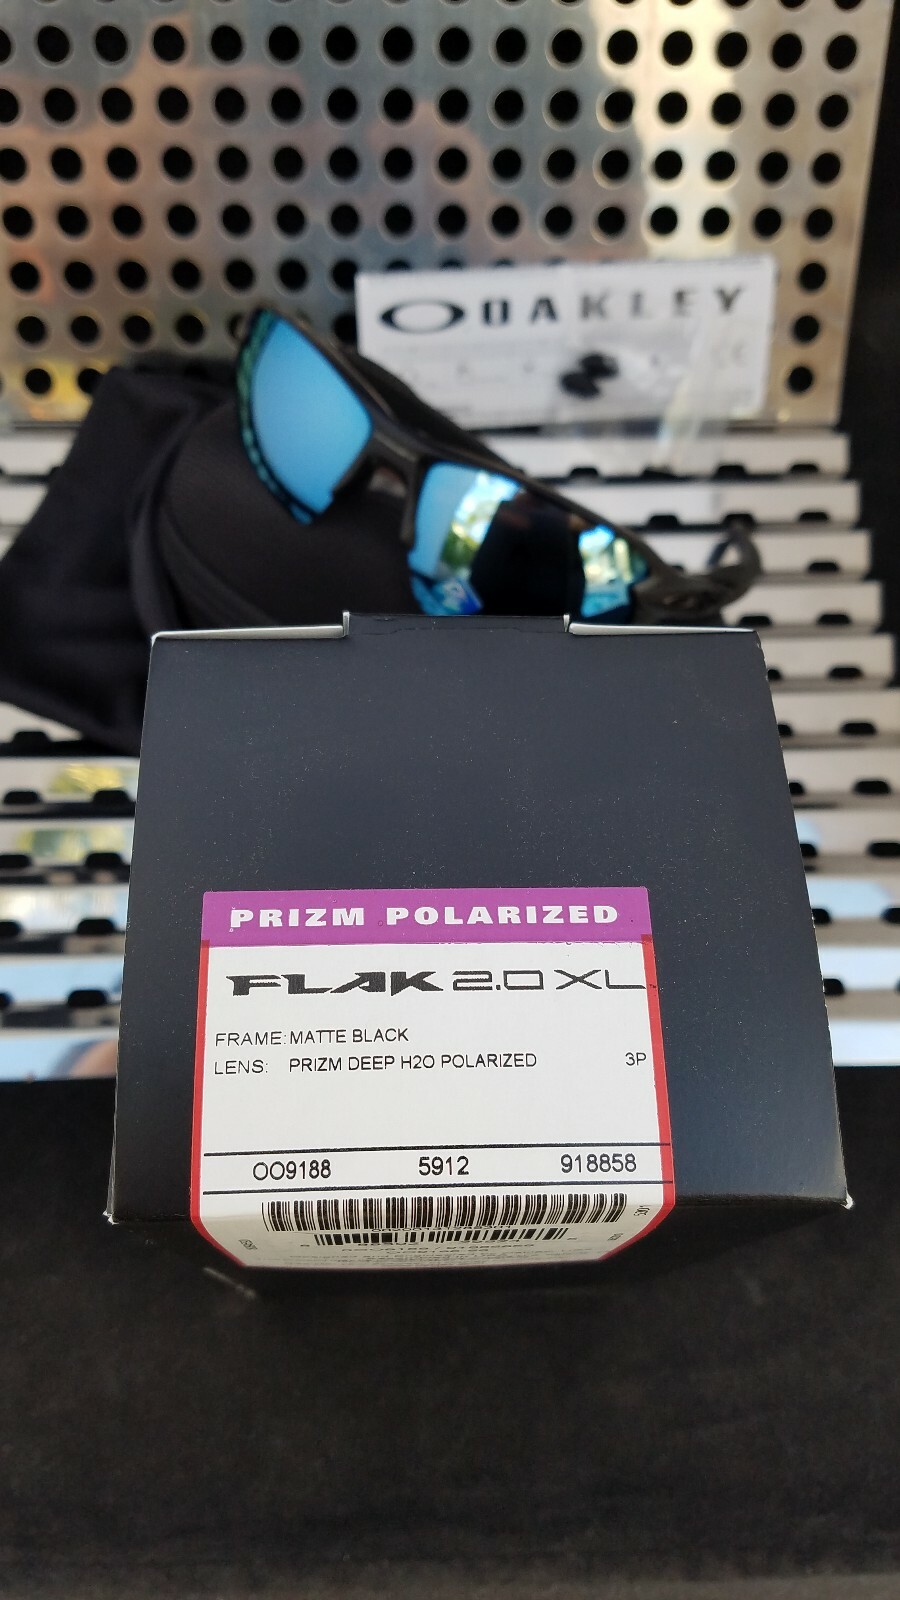 OAKLEY
PRIZM POLARIZED
FLAK 2.0 XL
FRAME: MATTE BLACK
LENS: PRIZM DEEP H2O POLARIZED 3P
OO9188 5912 918858